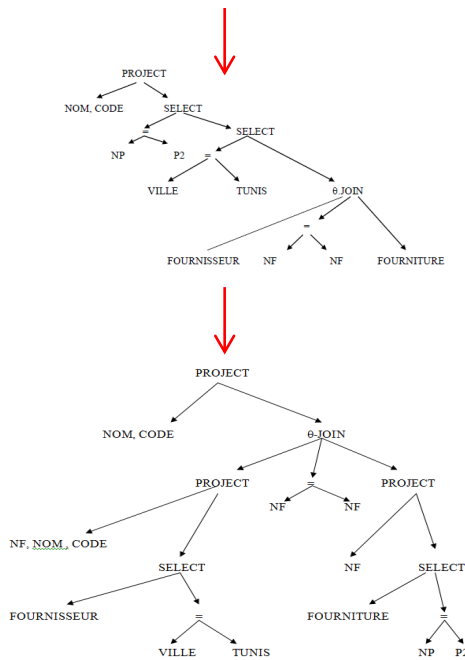 PROJECT
NOM, CODE SELECT
= SELECT
NP P2 =
VILLE TUNIS θ JOIN
=
FOURNISSEUR NF NF FOURNITURE
PROJECT
NOM, CODE θ-JOIN
PROJECT = PROJECT
NF NF
NF, NOM , CODE NF
SELECT SELECT
FOURNISSEUR = FOURNITURE =
VILLE TUNIS NP P2